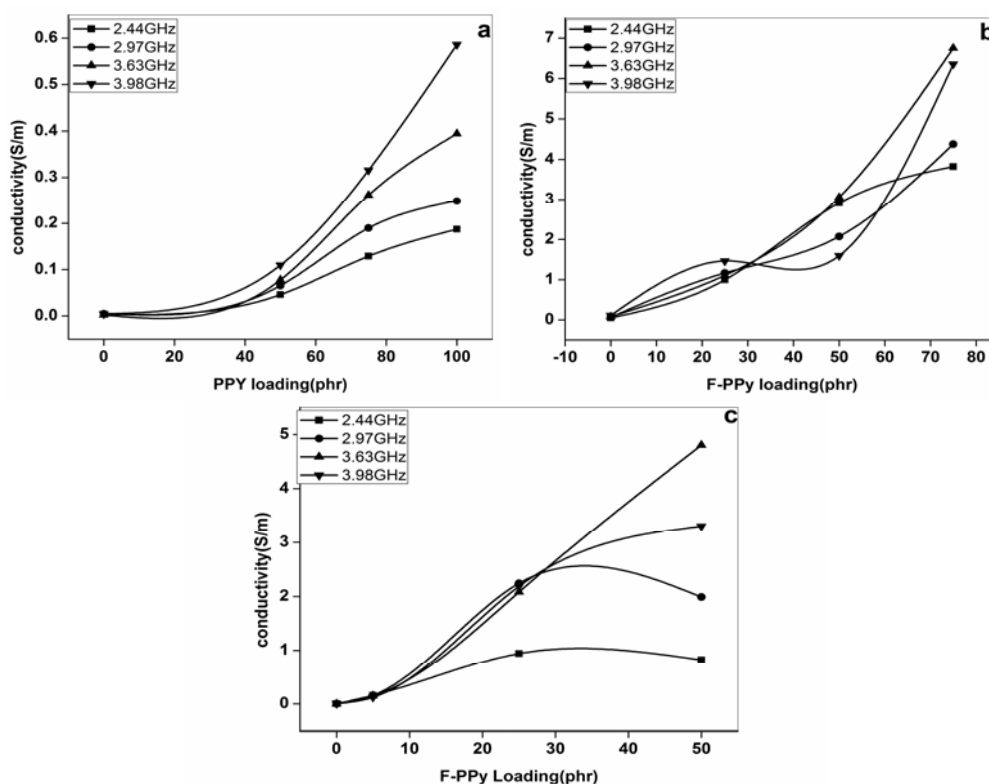 a
2.44GHz
2.97GHz
3.63GHz
3.98GHz
0.6
0.5
0.4
0.3
0.2
0.1
0.0
conductivity(S/m)
0 20 40 60 80 100
PPY loading(phr)
b
2.44GHz
2.97GHz
3.63GHz
3.98GHz
7
6
5
4
3
2
1
0
conductivity(S/m)
-10 0 10 20 30 40 50 60 70 80
F-PPy loading(phr)
c
2.44GHz
2.97GHz
3.63GHz
3.98GHz
5
4
3
2
1
0
conductivity(S/m)
0 10 20 30 40 50
F-PPy Loading(phr)